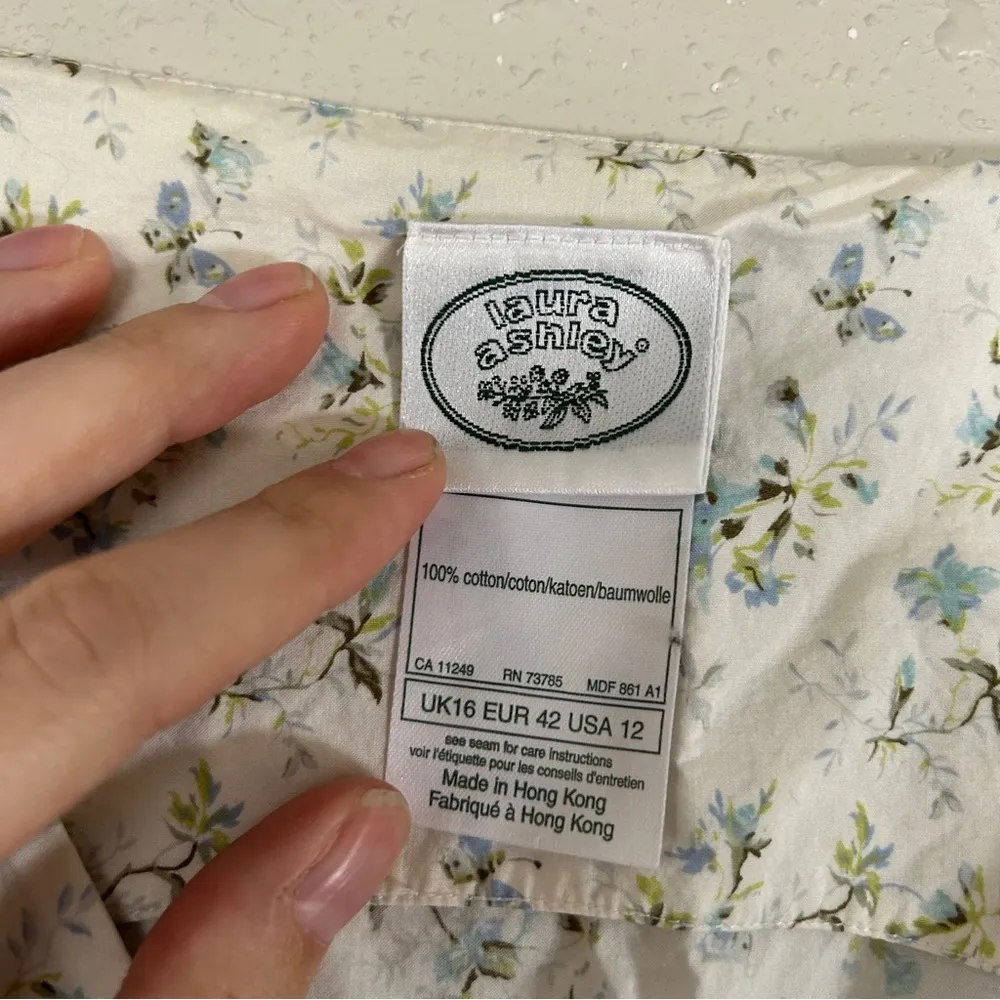 laura
ashley®
100% cotton/coton/katoen/baumwolle
CA 11249 RN 73785 MDF 861 A1
UK16 EUR 42 USA 12
see seam for care instructions
voir l'étiquette pour les conseils d'entretien
Made in Hong Kong
Fabriqué à Hong Kong